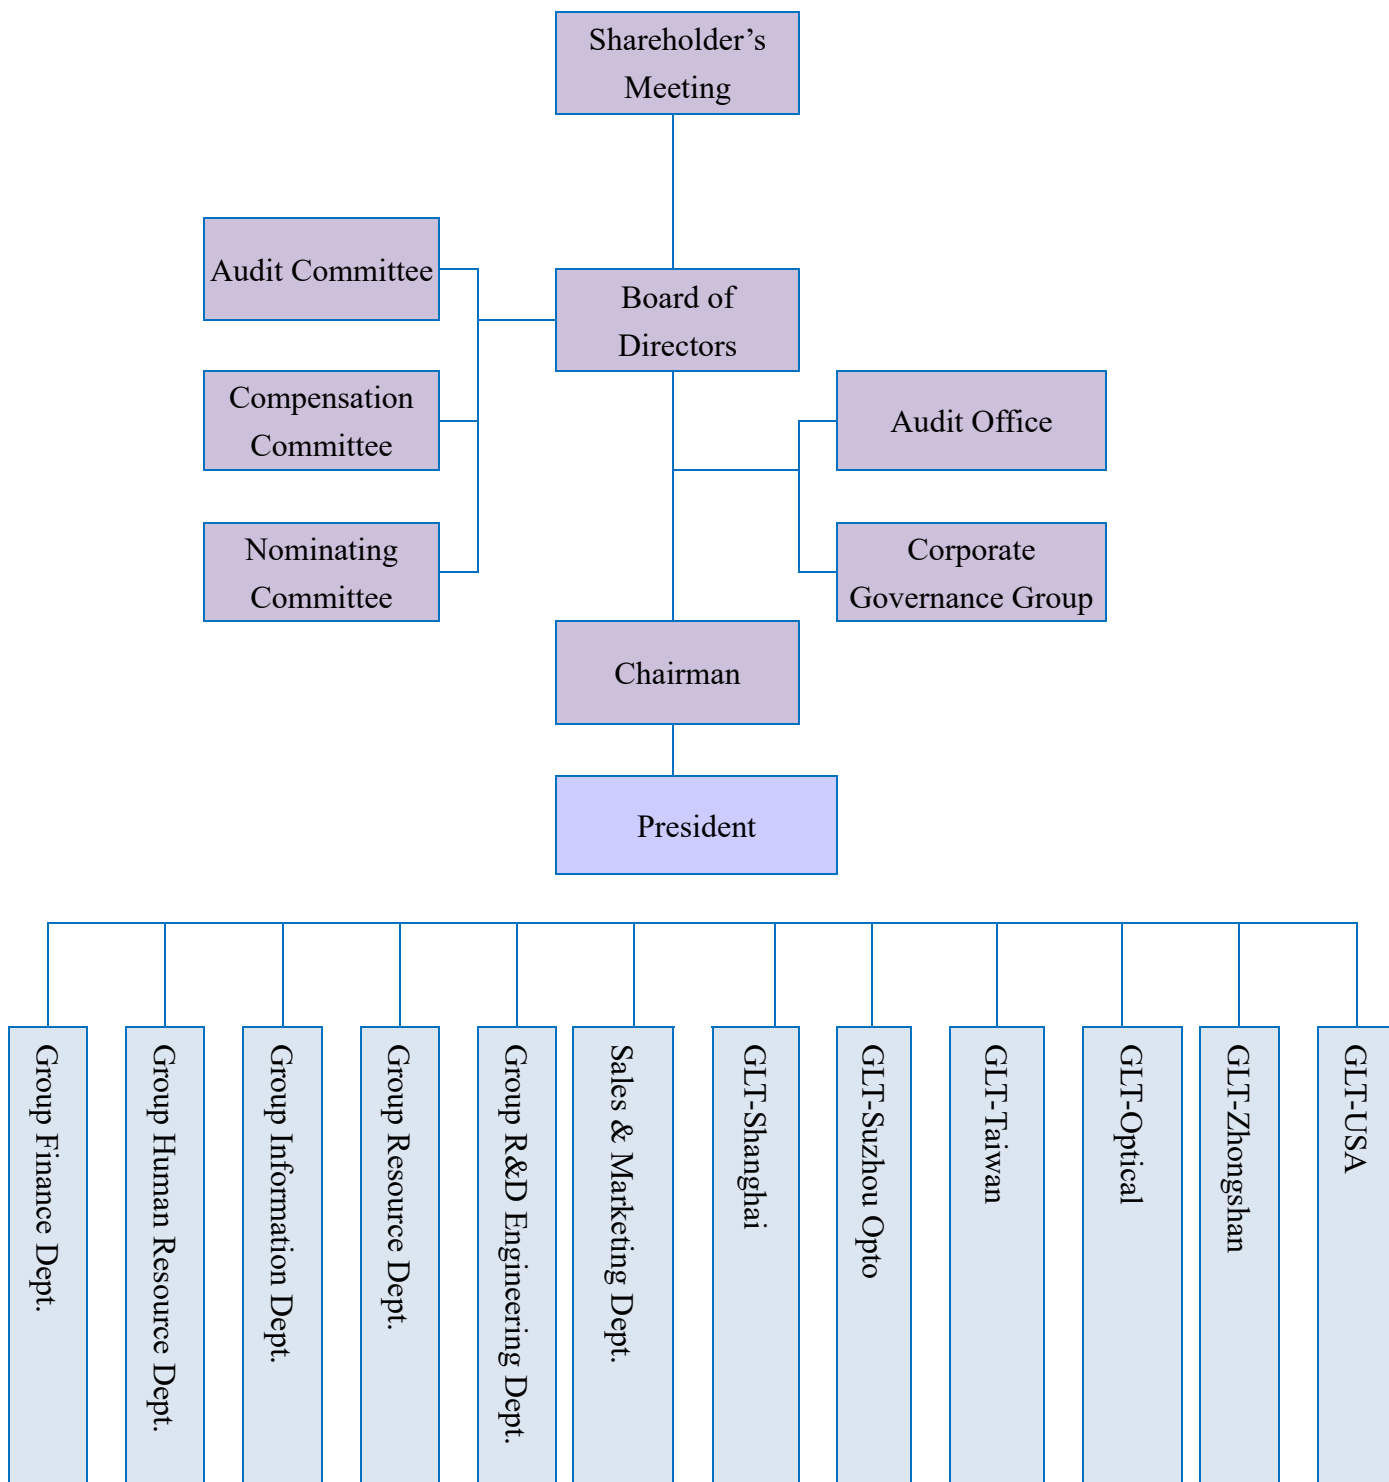 Shareholder’s
Meeting
Audit Committee
Board of
Directors
Compensation
Committee
Audit Office
Nominating
Committee
Corporate
Governance Group
Chairman
President
Group Finance Dept.
Group Human Resource Dept.
Group Information Dept.
Group Resource Dept.
Group R&D Engineering Dept.
Sales & Marketing Dept.
GLT-Shanghai
GLT-Suzhou Opto
GLT-Taiwan
GLT-Optical
GLT-Zhongshan
GLT-USA